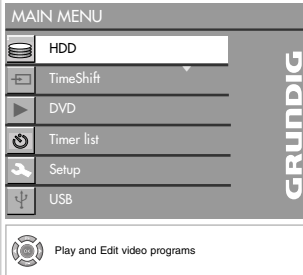 MAIN MENU
HDD
TimeShift
DVD
Timer list
Setup
USB
GRUNDIG
Play and Edit video programs